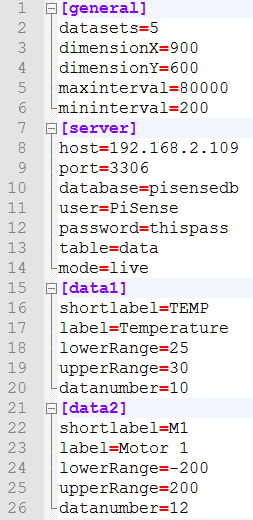 1 [general]
2 datasets=5
3 dimensionX=900
4 dimensionY=600
5 maxinterval=80000
6 mininterval=200
7 [server]
8 host=192.168.2.109
9 port=3306
10 database=pisensedb
11 user=PiSense
12 password=thispass
13 table=data
14 mode=live
15 [data1]
16 shortlabel=TEMP
17 label=Temperature
18 lowerRange=25
19 upperRange=30
20 datanumber=10
21 [data2]
22 shortlabel=M1
23 label=Motor 1
24 lowerRange=-200
25 upperRange=200
26 datanumber=12